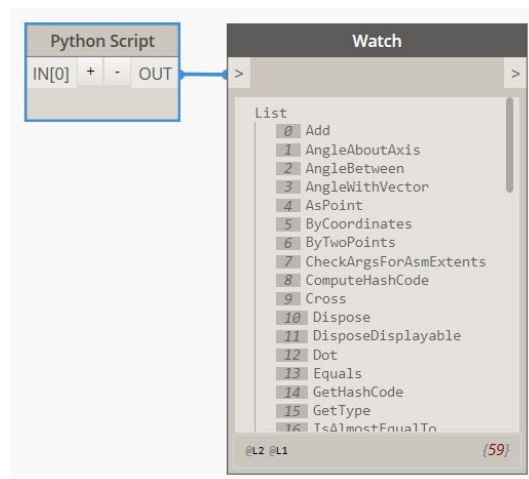 Python Script
IN[0] + - OUT
Watch
> >
List
0 Add
1 AngleAboutAxis
2 AngleBetween
3 AngleWithVector
4 AsPoint
5 ByCoordinates
6 ByTwoPoints
7 CheckArgsForAsmExtents
8 ComputeHashCode
9 Cross
10 Dispose
11 DisposeDisplayable
12 Dot
13 Equals
14 GetHashCode
15 GetType
16 IsAlmostEqualTo
@L2 @L1 {59}